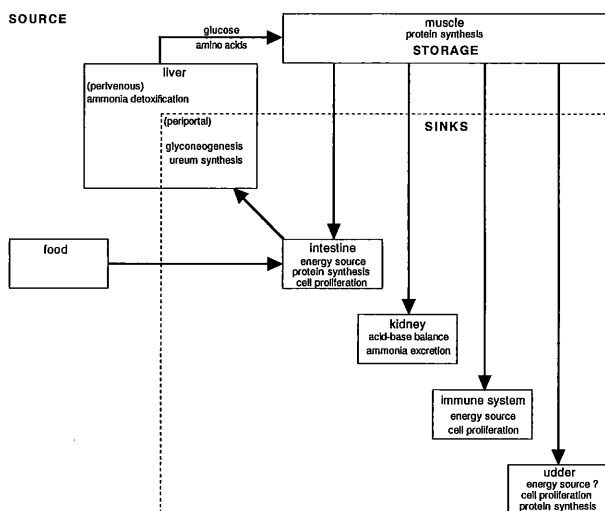 SOURCE
glucose
amino acids
muscle
protein synthesis
STORAGE
liver
(perivenous)
ammonia detoxification
(periportal)
glyconeogenesis
ureum synthesis
SINKS
food
intestine
energy source
protein synthesis
cell proliferation
kidney
acid-base balance
ammonia excretion
immune system
energy source
cell proliferation
udder
energy source ?
cell proliferation
protein synthesis